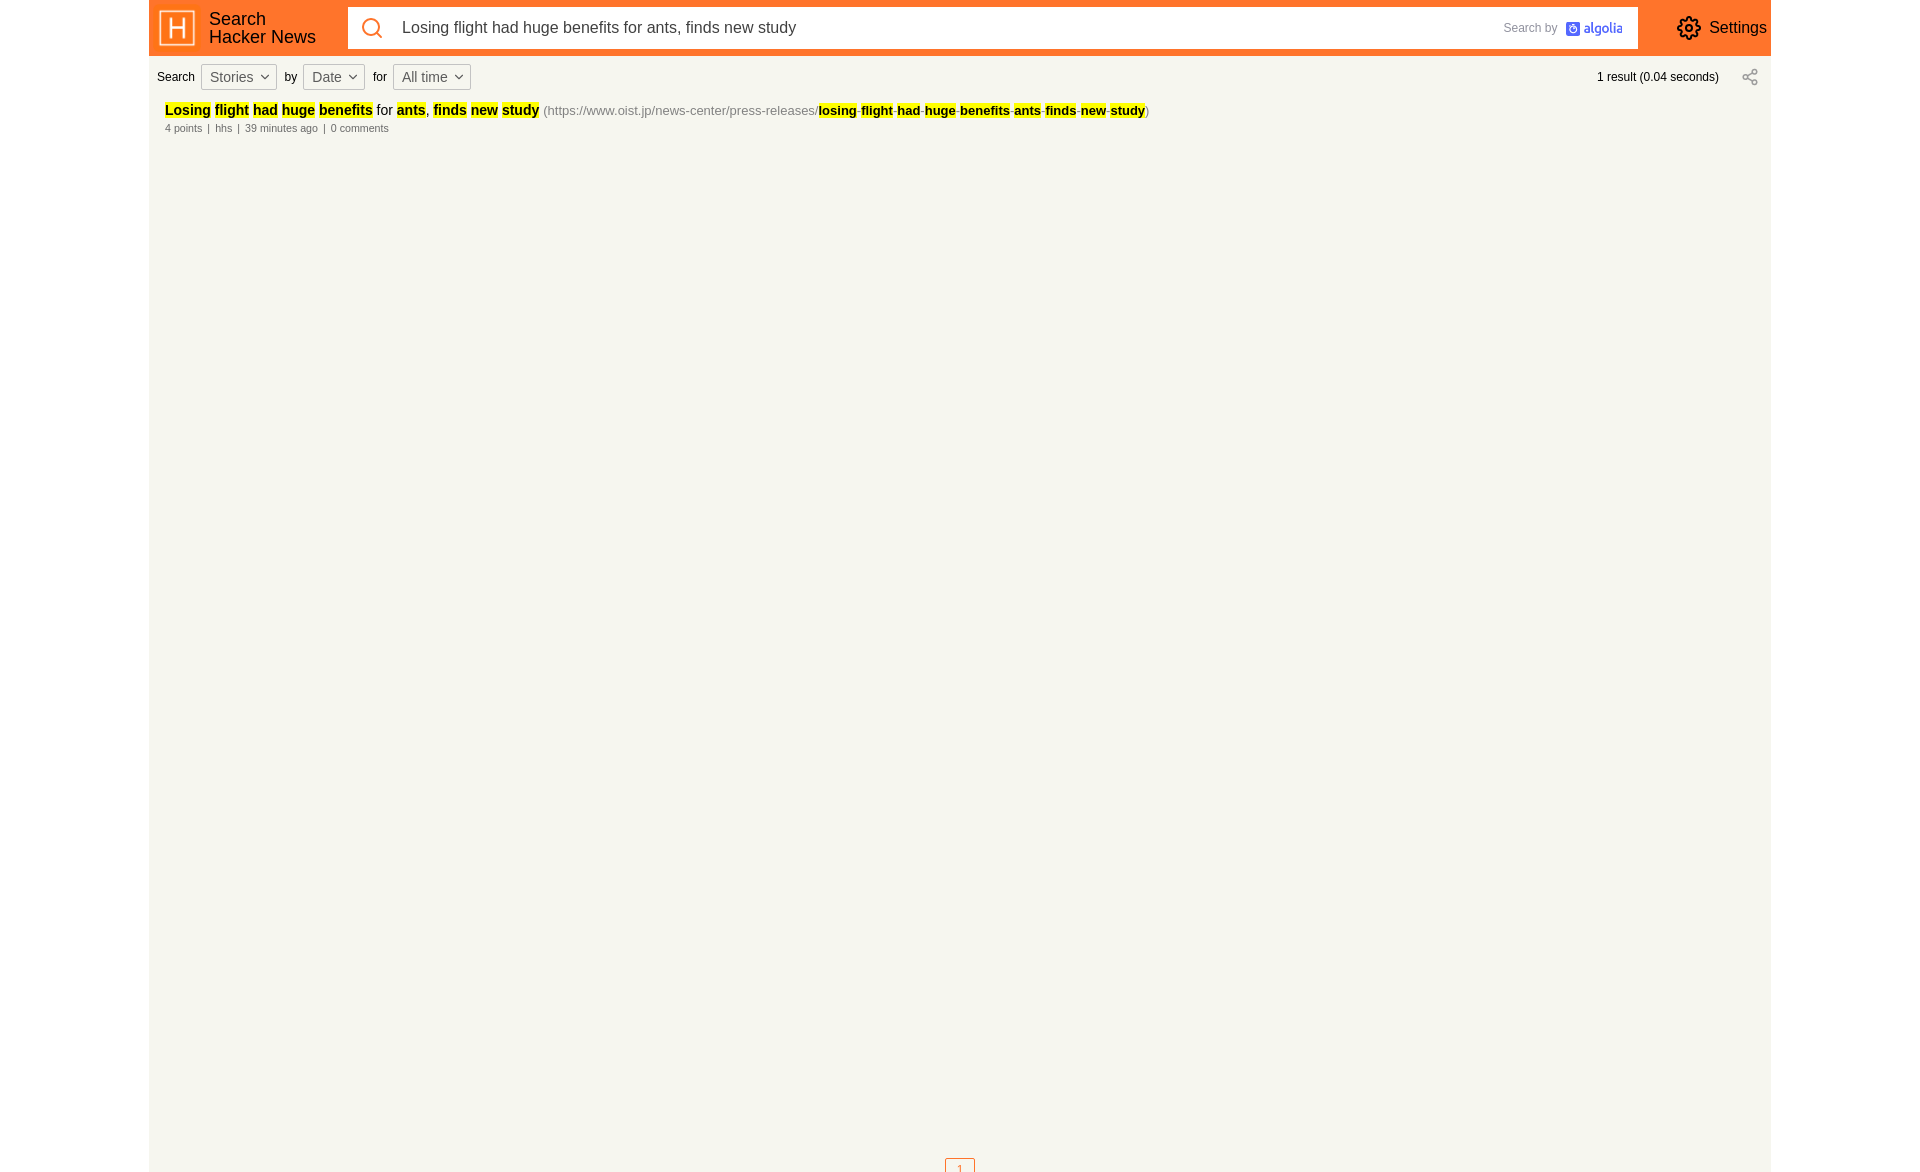 H
Search
Hacker News
Losing flight had huge benefits for ants, finds new study
Search by algolia
Settings
Search Stories by Date for All time
1 result (0.04 seconds)
Losing flight had huge benefits for ants, finds new study (https://www.oist.jp/news-center/press-releases/losing-flight-had-huge-benefits-ants-finds-new-study)
4 points | hhs | 39 minutes ago | 0 comments
1